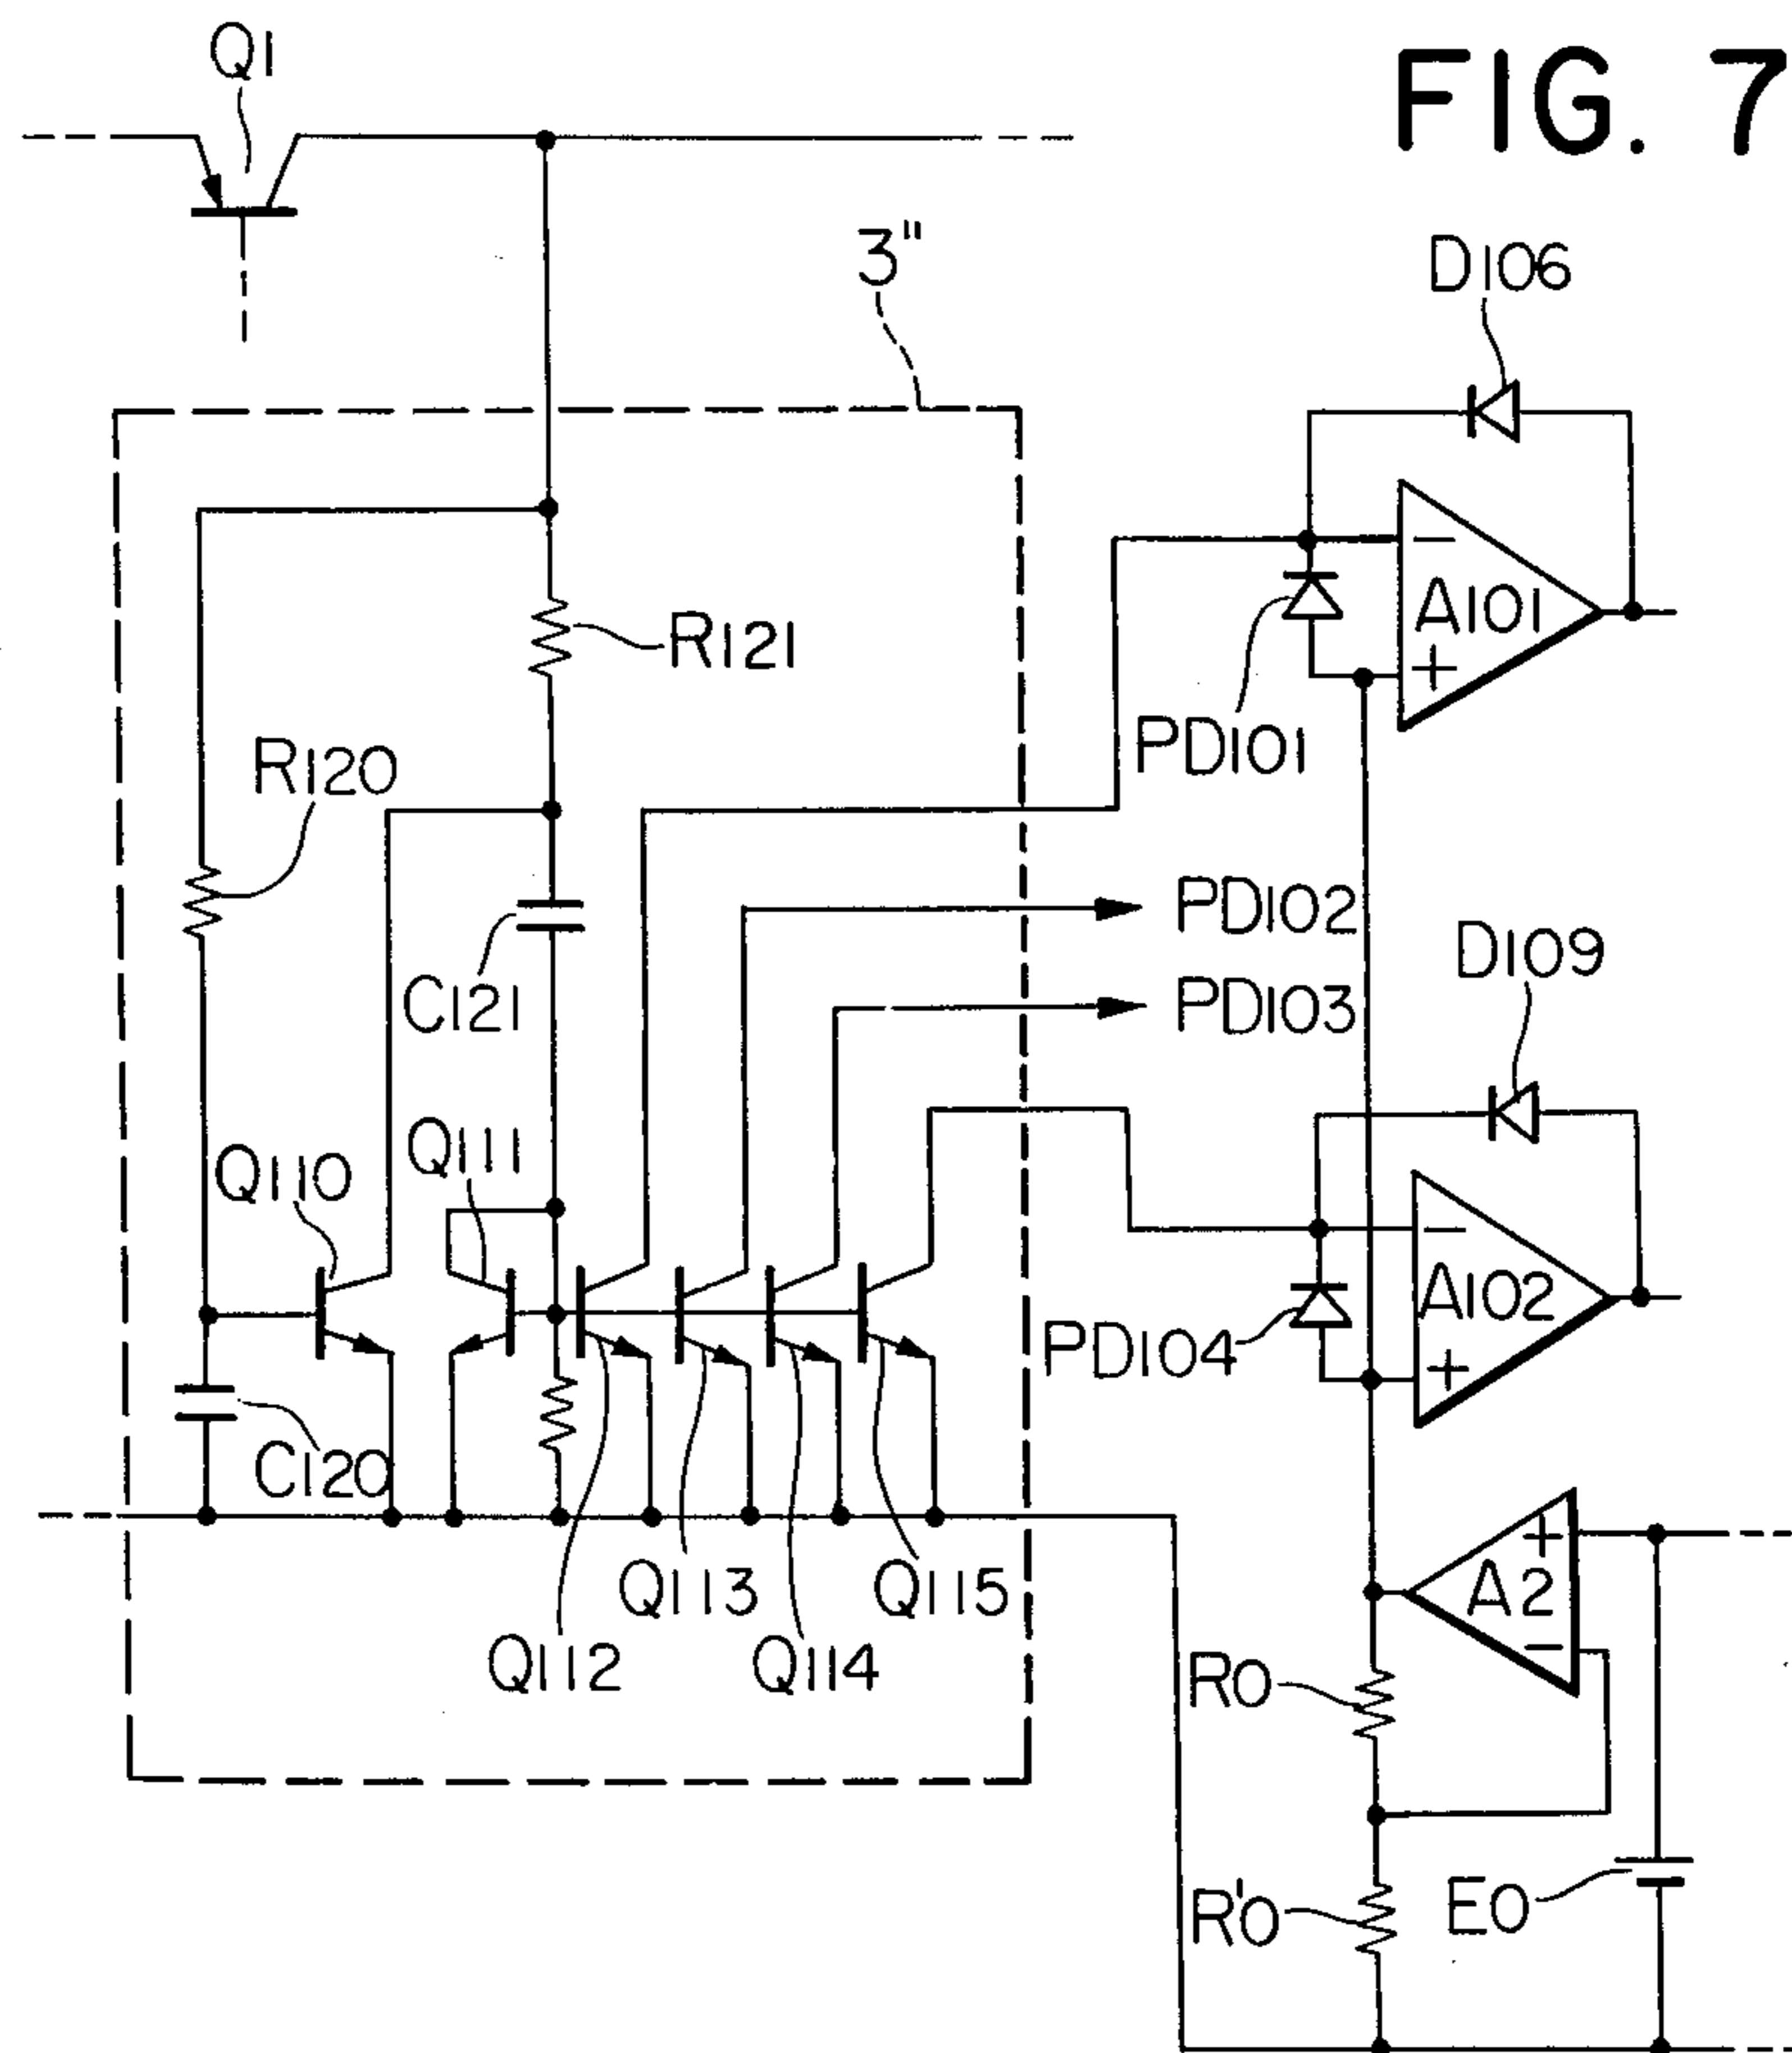 FIG. 7
Q1
3"
D106
R121
A101
−
+
PD101
R120
PD102
D109
C121
PD103
Q111
Q110
A102
−
+
PD104
C120
A2
+
−
Q113
Q115
Q112
Q114
R0
R'0
E0